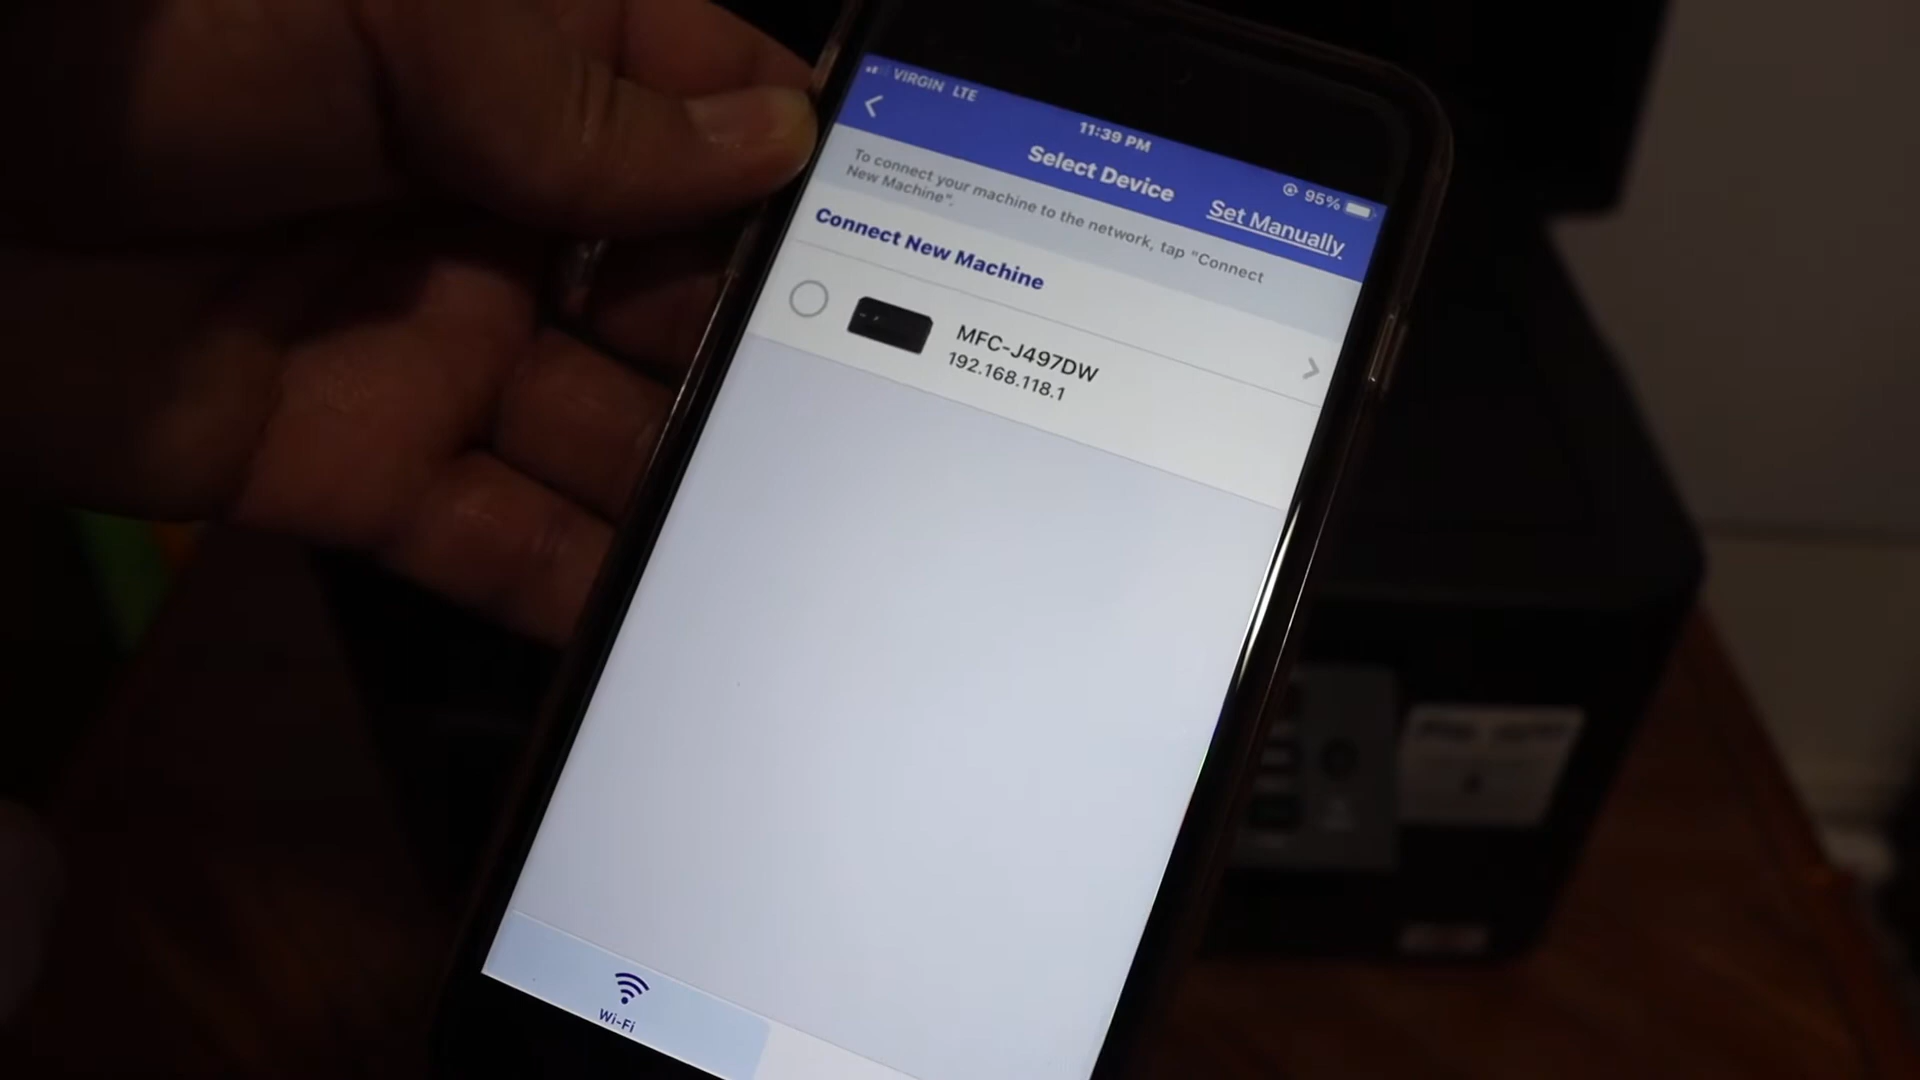 VIRGIN LTE
11:39 PM
95%
Select Device
Set Manually
To connect your machine to the network, tap "Connect
New Machine".
Connect New Machine
MFC-J497DW
192.168.118.1
Wi-Fi